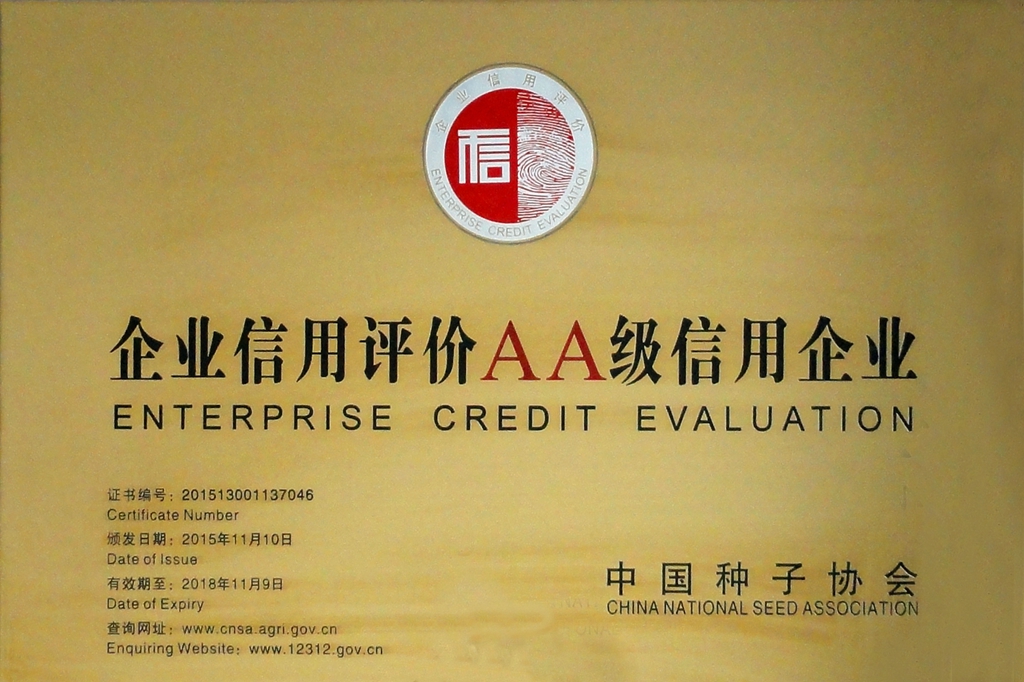 企业信用评价
信
ENTERPRISE CREDIT EVALUATION
企业信用评价AA级信用企业
ENTERPRISE CREDIT EVALUATION
证书编号：201513001137046
Certificate Number
颁发日期：2015年11月10日
Date of Issue
有效期至：2018年11月9日
Date of Expiry
查询网址：www.cnsa.agri.gov.cn
Enquiring Website：www.12312.gov.cn
中国种子协会
CHINA NATIONAL SEED ASSOCIATION